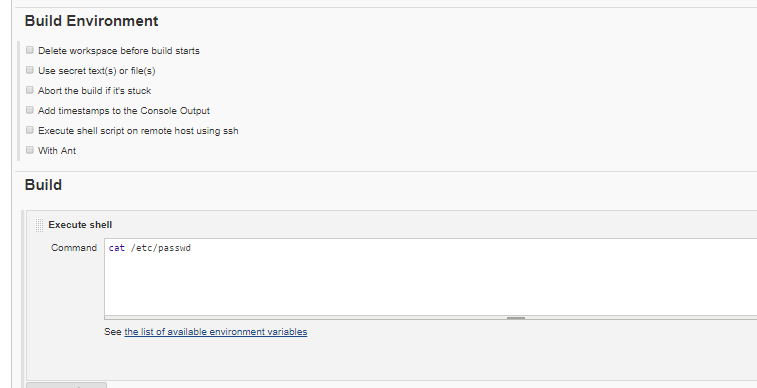 Build Environment
Delete workspace before build starts
Use secret text(s) or file(s)
Abort the build if it's stuck
Add timestamps to the Console Output
Execute shell script on remote host using ssh
With Ant
Build
Execute shell
Command cat /etc/passwd
See the list of available environment variables